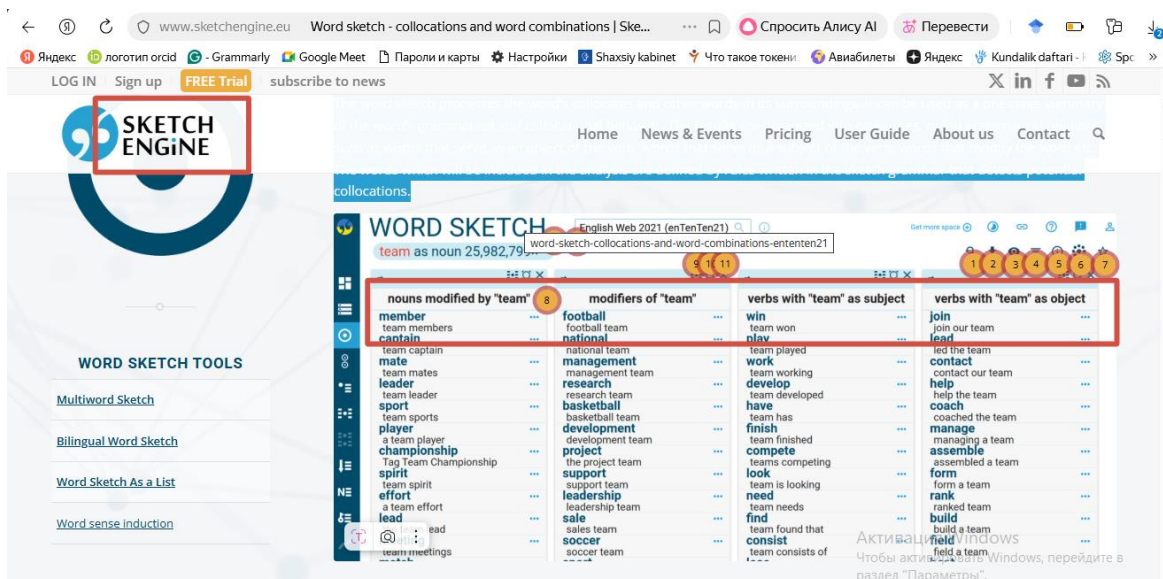 www.sketchengine.eu Word sketch - collocations and word combinations | Ske... Спросить Алису AI Перевести
Яндекс логотип orcid - Grammarly Google Meet Пароли и карты Настройки Shaxsiy kabinet Что такое токени Авиабилеты Яндекс Kundalik daftari - Spo »
LOG IN Sign up FREE Trial subscribe to news
SKETCH
ENGINE
Home News & Events Pricing User Guide About us Contact
collocations.
WORD SKETCH
English Web 2021 (enTenTen21)
Get more space
word-sketch-collocations-and-word-combinations-ententen21
team as noun 25,982,79
9 1 11
1 2 3 4 5 6 7
nouns modified by "team" 8 modifiers of "team" verbs with "team" as subject verbs with "team" as object
member football win join
team members football team team won join our team
captain national play lead
team captain national team team played led the team
mate management work contact
team mates management team team working contact our team
leader research develop help
team leader research team team developed help the team
sport basketball have coach
team sports basketball team team has coached the team
player development finish manage
a team player development team team finished managing a team
championship project compete assemble
Tag Team Championship the project team teams competing assembled a team
spirit support look form
team spirit support team team is looking form a team
effort leadership need rank
a team effort leadership team team needs ranked team
lead sale find build
ead sales team team found that build a team
soccer consist field
team meetings soccer team team consists of field a team
WORD SKETCH TOOLS
Multiword Sketch
Bilingual Word Sketch
Word Sketch As a List
Word sense induction
Активация Windows
Чтобы активировать Windows, перейдите в
раздел "Параметры".